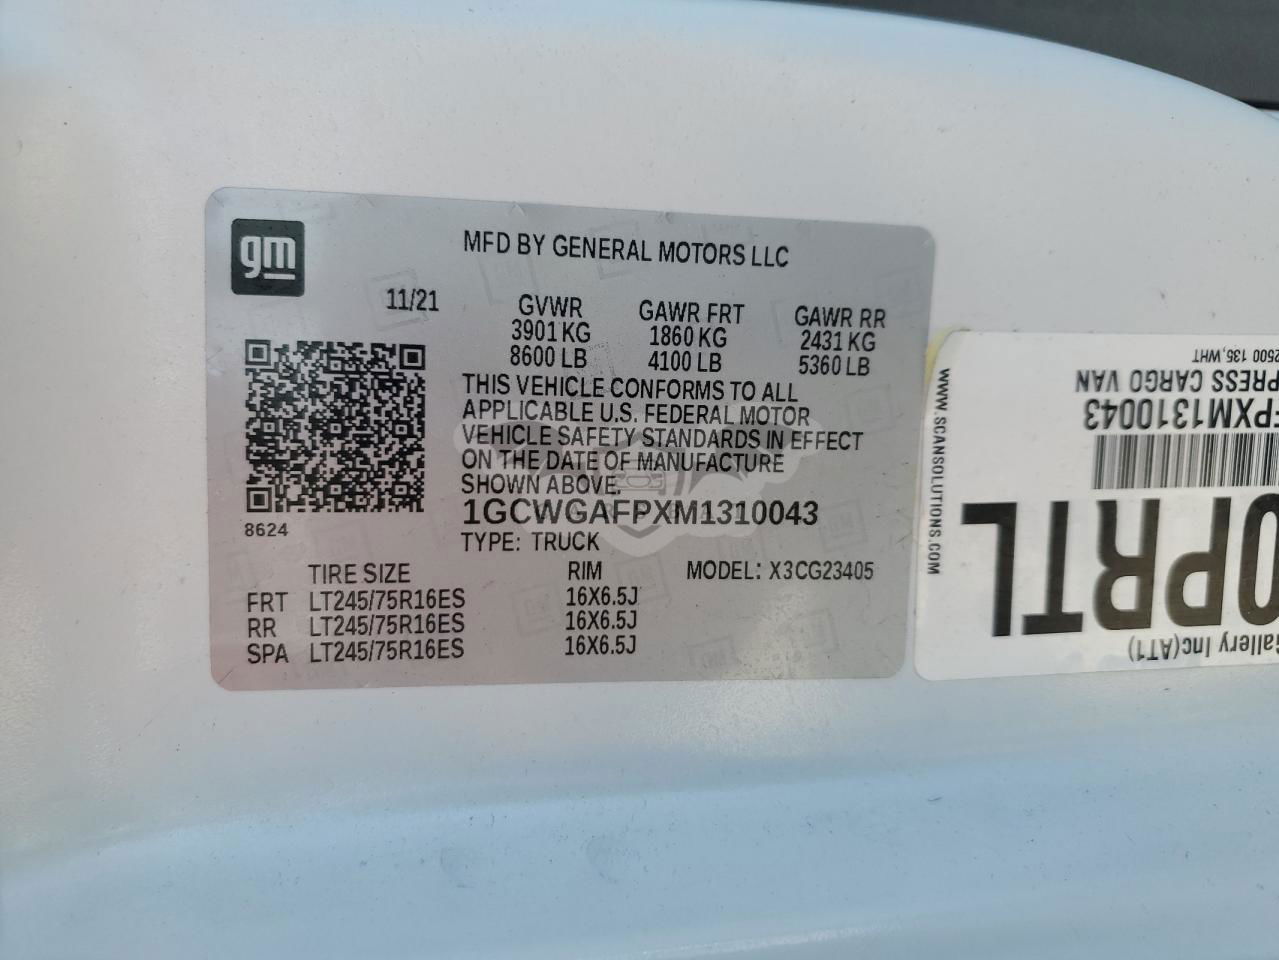 gm
MFD BY GENERAL MOTORS LLC
11/21
GVWR GAWR FRT GAWR RR
3901 KG 1860 KG 2431 KG
8600 LB 4100 LB 5360 LB
THIS VEHICLE CONFORMS TO ALL
APPLICABLE U.S. FEDERAL MOTOR
VEHICLE SAFETY STANDARDS IN EFFECT
ON THE DATE OF MANUFACTURE
SHOWN ABOVE.
1GCWGAFPXM1310043
8624
TYPE: TRUCK
TIRE SIZE RIM MODEL: X3CG23405
FRT LT245/75R16ES 16X6.5J
RR LT245/75R16ES 16X6.5J
SPA LT245/75R16ES 16X6.5J
Gallery Inc(AT1)
0PRTL
PXM1310043
PRESS CARGO VAN
2500 135,WHT
WWW.SCANSOLUTIONS.COM